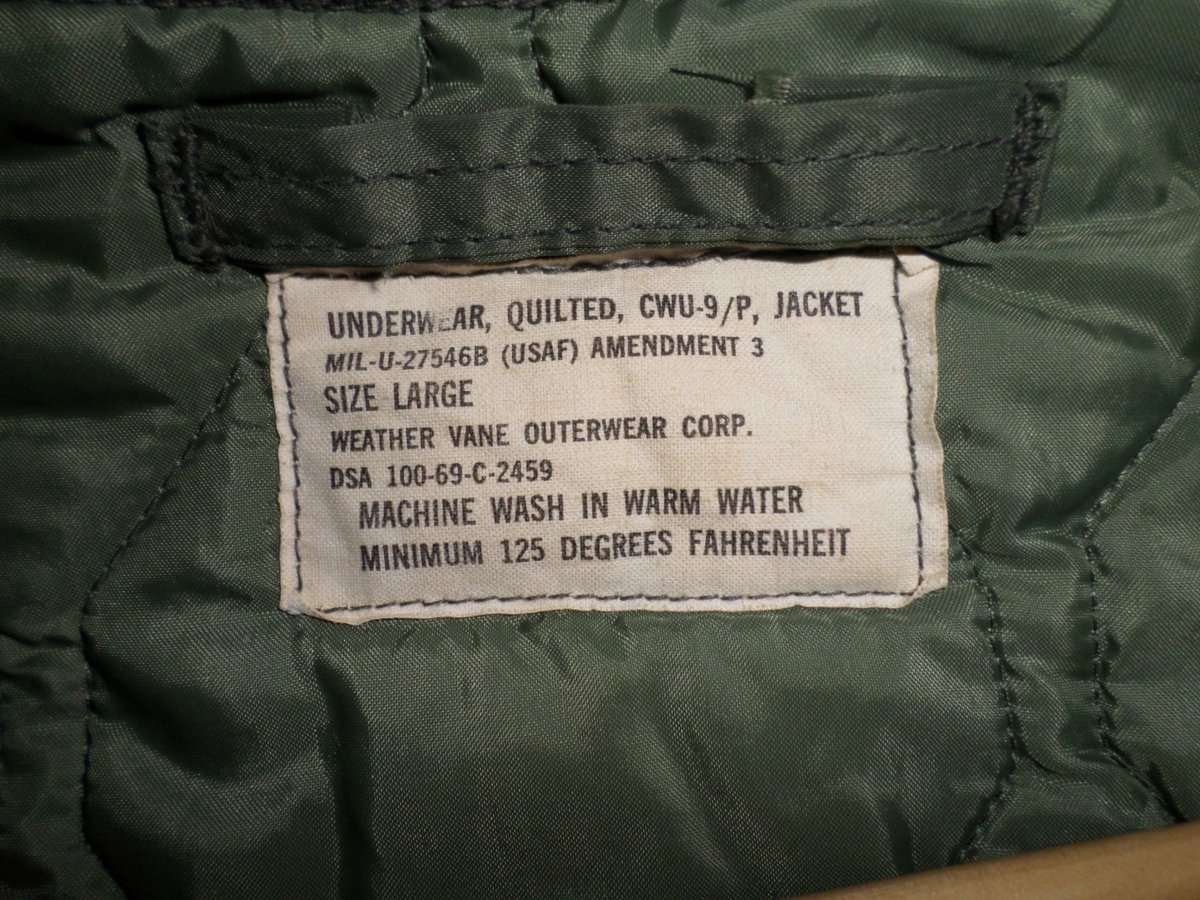 UNDERWEAR, QUILTED, CWU-9/P, JACKET
MIL-U-27546B (USAF) AMENDMENT 3
SIZE LARGE
WEATHER VANE OUTERWEAR CORP.
DSA 100-69-C-2459
MACHINE WASH IN WARM WATER
MINIMUM 125 DEGREES FAHRENHEIT